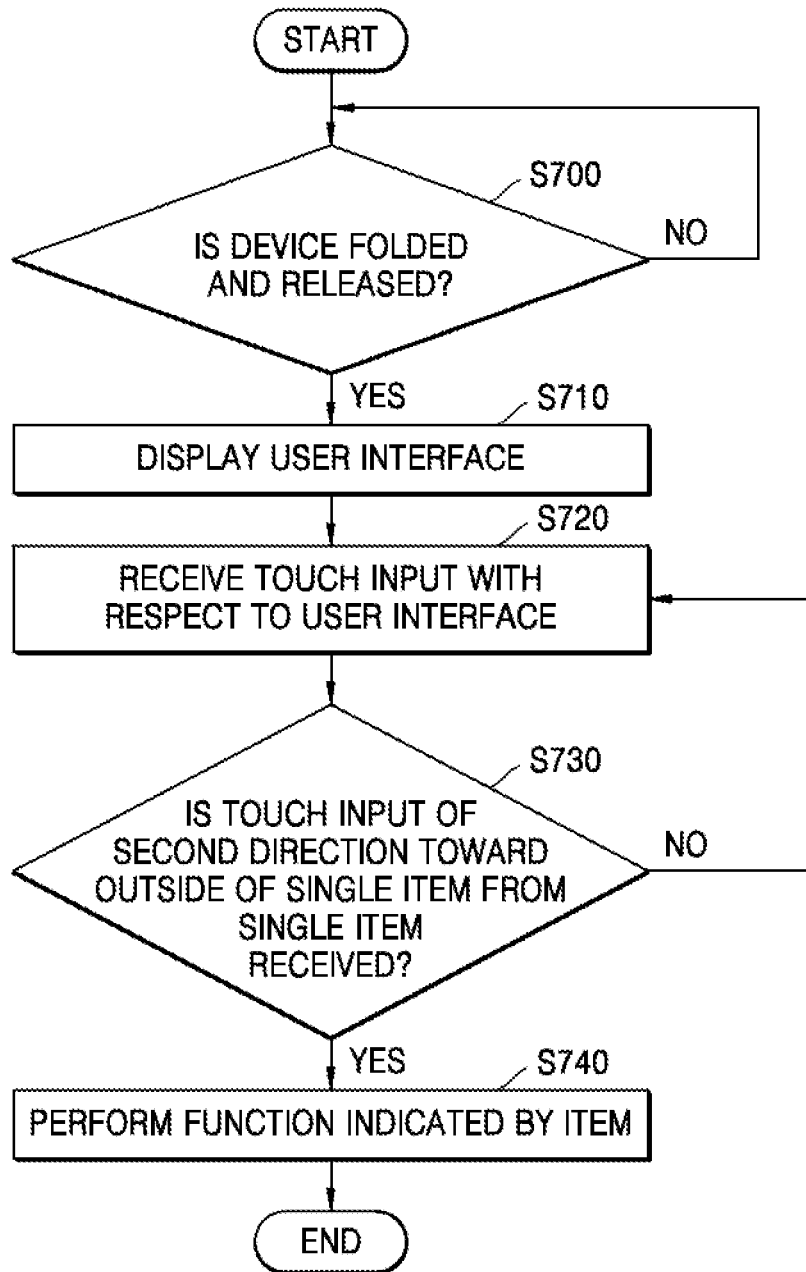 START
S700
IS DEVICE FOLDED
AND RELEASED?
NO
YES
S710
DISPLAY USER INTERFACE
S720
RECEIVE TOUCH INPUT WITH
RESPECT TO USER INTERFACE
S730
IS TOUCH INPUT OF
SECOND DIRECTION TOWARD
OUTSIDE OF SINGLE ITEM FROM
SINGLE ITEM
RECEIVED?
NO
YES
S740
PERFORM FUNCTION INDICATED BY ITEM
END